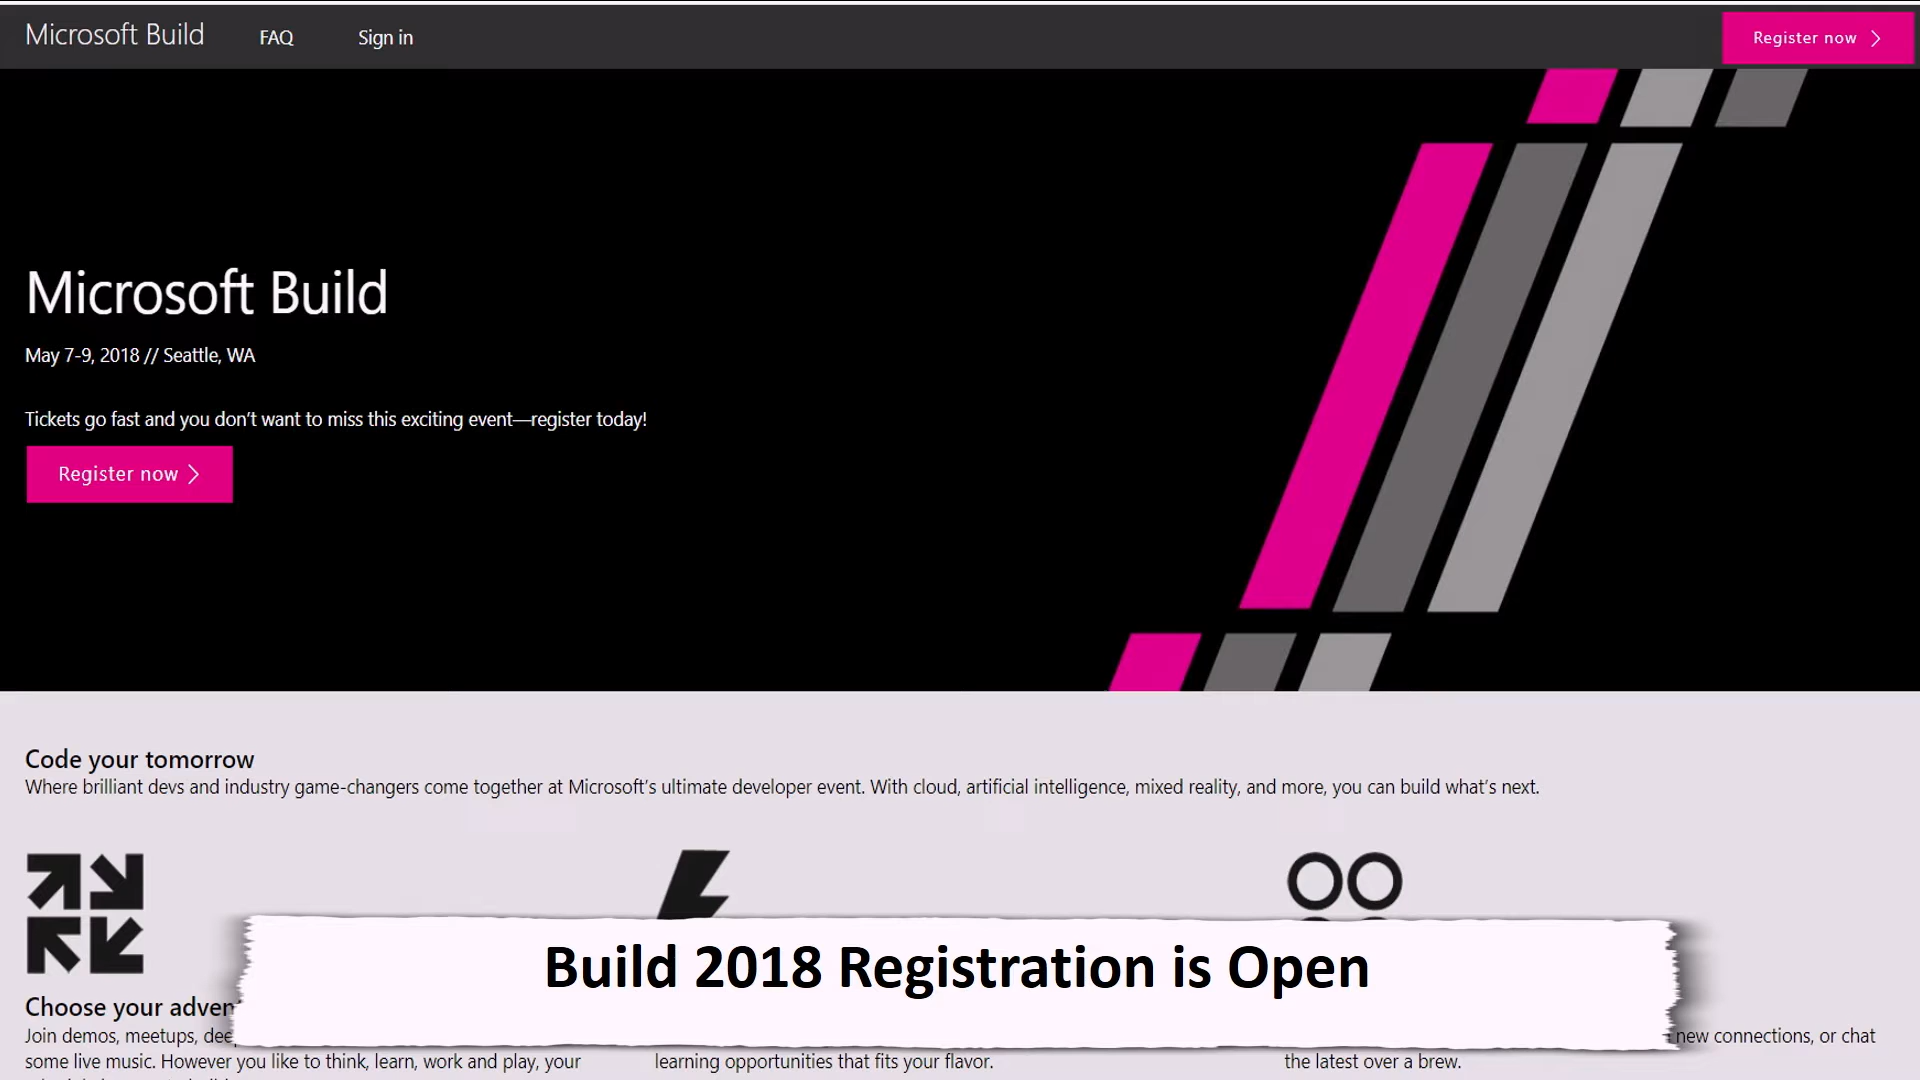 Microsoft Build FAQ Sign in Register now
Microsoft Build
May 7-9, 2018 // Seattle, WA
Tickets go fast and you don’t want to miss this exciting event—register today!
Register now
Code your tomorrow
Where brilliant devs and industry game-changers come together at Microsoft’s ultimate developer event. With cloud, artificial intelligence, mixed reality, and more, you can build what’s next.
Build 2018 Registration is Open
Choose your
Join demos, meetups,
some live music. However you like to think, learn, work and play, your
learning opportunities that fits your flavor.
new connections, or chat
the latest over a brew.